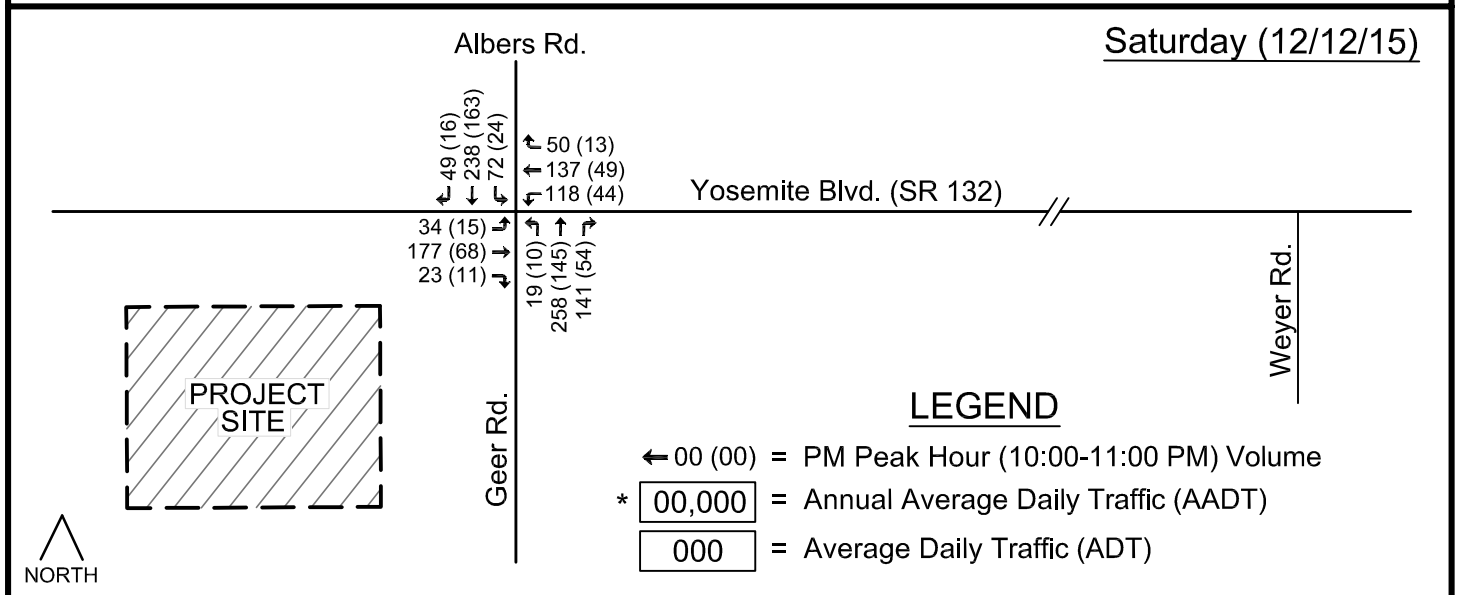 Albers Rd.
Saturday (12/12/15)
49 (16)
238 (163)
72 (24)
50 (13)
137 (49)
118 (44)
Yosemite Blvd. (SR 132)
34 (15)
177 (68)
23 (11)
19 (10)
258 (145)
141 (54)
Weyer Rd.
PROJECT
SITE
Geer Rd.
LEGEND
00 (00) = PM Peak Hour (10:00-11:00 PM) Volume
* 00,000 = Annual Average Daily Traffic (AADT)
000 = Average Daily Traffic (ADT)
NORTH